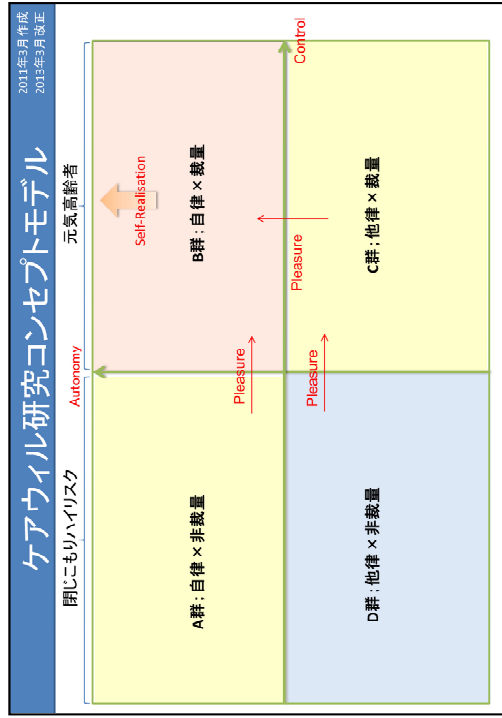 ケアウィル研究コンセプトモデル
2011年3月作成
2013年3月改正
閉じこもりハイリスク
元気高齢者
Autonomy
Self-Realisation
A群；自律×非裁量
B群；自律×裁量
Pleasure
Pleasure
Control
Pleasure
D群；他律×非裁量
C群；他律×裁量